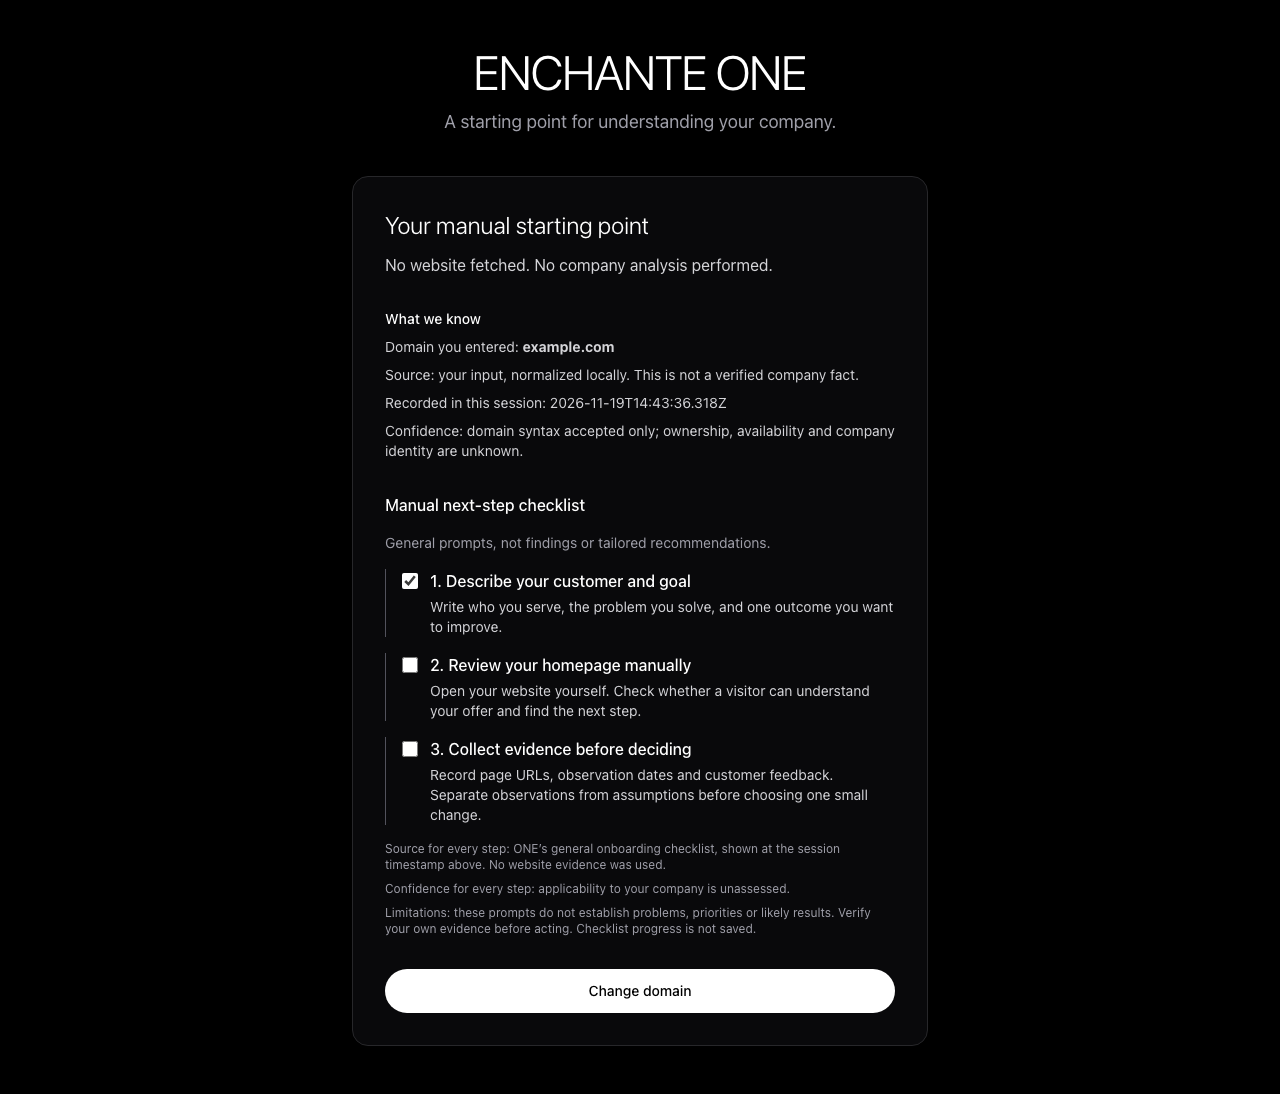 ENCHANTE ONE
A starting point for understanding your company.
Your manual starting point
No website fetched. No company analysis performed.
What we know
Domain you entered: example.com
Source: your input, normalized locally. This is not a verified company fact.
Recorded in this session: 2026-11-19T14:43:36.318Z
Confidence: domain syntax accepted only; ownership, availability and company
identity are unknown.
Manual next-step checklist
General prompts, not findings or tailored recommendations.
1. Describe your customer and goal
Write who you serve, the problem you solve, and one outcome you want
to improve.
2. Review your homepage manually
Open your website yourself. Check whether a visitor can understand
your offer and find the next step.
3. Collect evidence before deciding
Record page URLs, observation dates and customer feedback.
Separate observations from assumptions before choosing one small
change.
Source for every step: ONE's general onboarding checklist, shown at the session
timestamp above. No website evidence was used.
Confidence for every step: applicability to your company is unassessed.
Limitations: these prompts do not establish problems, priorities or likely results. Verify
your own evidence before acting. Checklist progress is not saved.
Change domain